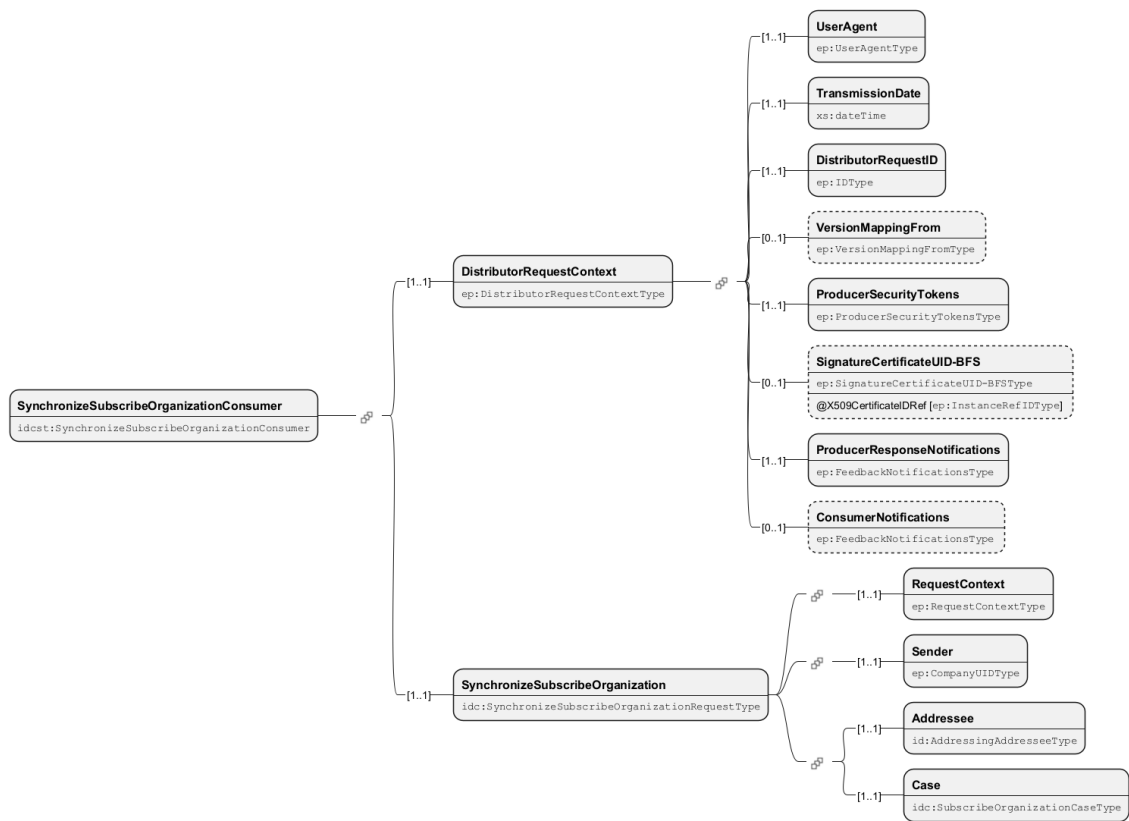 UserAgent
[1..1]
ep:UserAgentType
TransmissionDate
[1..1]
xs:dateTime
DistributorRequestID
[1..1]
ep:IDType
VersionMappingFrom
[0..1]
ep:VersionMappingFromType
DistributorRequestContext
[1..1]
ep:DistributorRequestContextType
ProducerSecurityTokens
[1..1]
ep:ProducerSecurityTokensType
SignatureCertificateUID-BFS
[0..1]
ep:SignatureCertificateUID-BFSType
@X509CertificateIDRef [ep:InstanceRefIDType]
SynchronizeSubscribeOrganizationConsumer
idcst:SynchronizeSubscribeOrganizationConsumer
ProducerResponseNotifications
[1..1]
ep:FeedbackNotificationsType
ConsumerNotifications
[0..1]
ep:FeedbackNotificationsType
RequestContext
[1..1]
ep:RequestContextType
Sender
[1..1]
ep:CompanyUIDType
SynchronizeSubscribeOrganization
[1..1]
idc:SynchronizeSubscribeOrganizationRequestType
Addressee
[1..1]
id:AddressingAddresseeType
Case
[1..1]
idc:SubscribeOrganizationCaseType